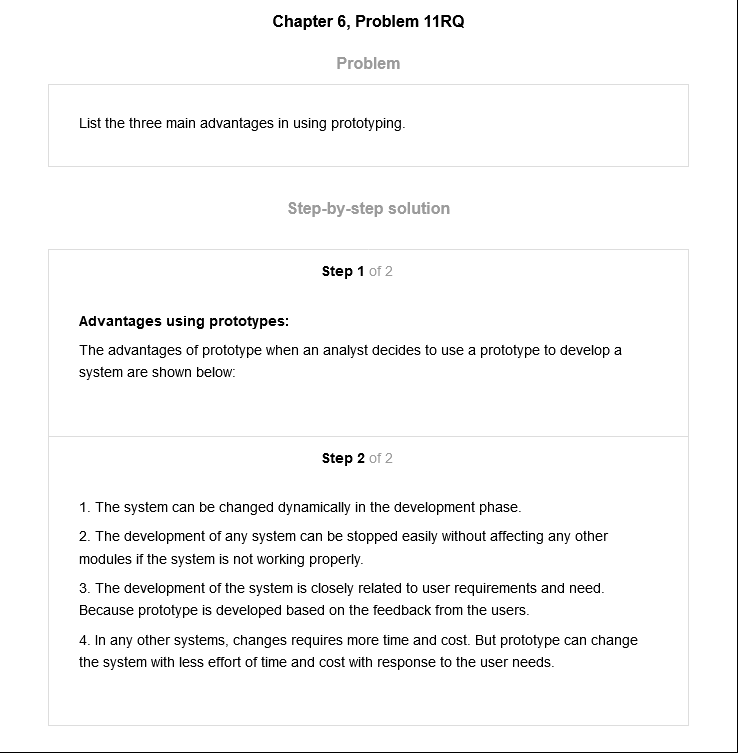 Chapter 6, Problem 11RQ
Problem
List the three main advantages in using prototyping.
Step-by-step solution
Step 1 of 2
Advantages using prototypes:
The advantages of prototype when an analyst decides to use a prototype to develop a
system are shown below:
Step 2 of 2
1. The system can be changed dynamically in the development phase.
2. The development of any system can be stopped easily without affecting any other
modules if the system is not working properly.
3. The development of the system is closely related to user requirements and need.
Because prototype is developed based on the feedback from the users.
4. In any other systems, changes requires more time and cost. But prototype can change
the system with less effort of time and cost with response to the user needs.